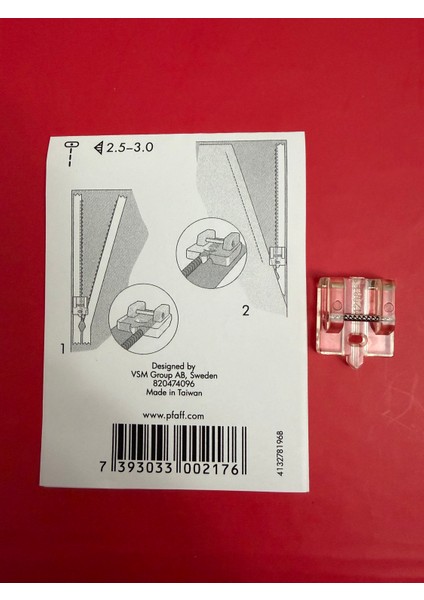 2.5–3.0
1
2
Designed by
VSM Group AB, Sweden
820474096
Made in Taiwan
www.pfaff.com
7 393033 002176
413278196B